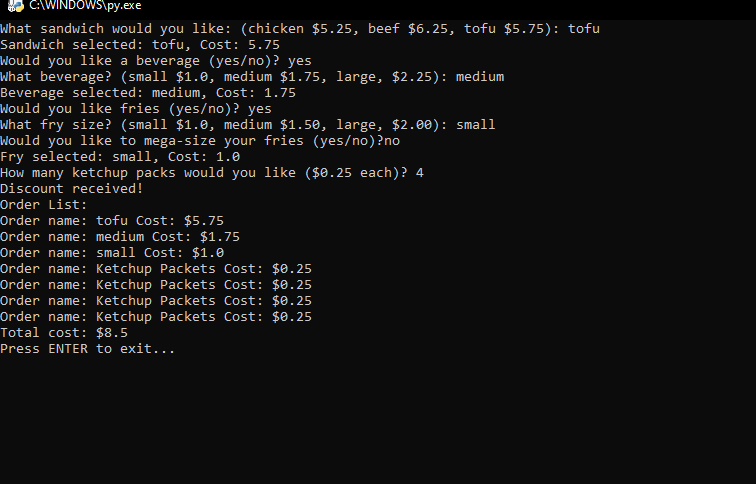 C:\WINDOWS\py.exe
What sandwich would you like: (chicken $5.25, beef $6.25, tofu $5.75): tofu
Sandwich selected: tofu, Cost: 5.75
Would you like a beverage (yes/no)? yes
What beverage? (small $1.0, medium $1.75, large, $2.25): medium
Beverage selected: medium, Cost: 1.75
Would you like fries (yes/no)? yes
What fry size? (small $1.0, medium $1.50, large, $2.00): small
Would you like to mega-size your fries (yes/no)?no
Fry selected: small, Cost: 1.0
How many ketchup packs would you like ($0.25 each)? 4
Discount received!
Order List:
Order name: tofu Cost: $5.75
Order name: medium Cost: $1.75
Order name: small Cost: $1.0
Order name: Ketchup Packets Cost: $0.25
Order name: Ketchup Packets Cost: $0.25
Order name: Ketchup Packets Cost: $0.25
Order name: Ketchup Packets Cost: $0.25
Total cost: $8.5
Press ENTER to exit...